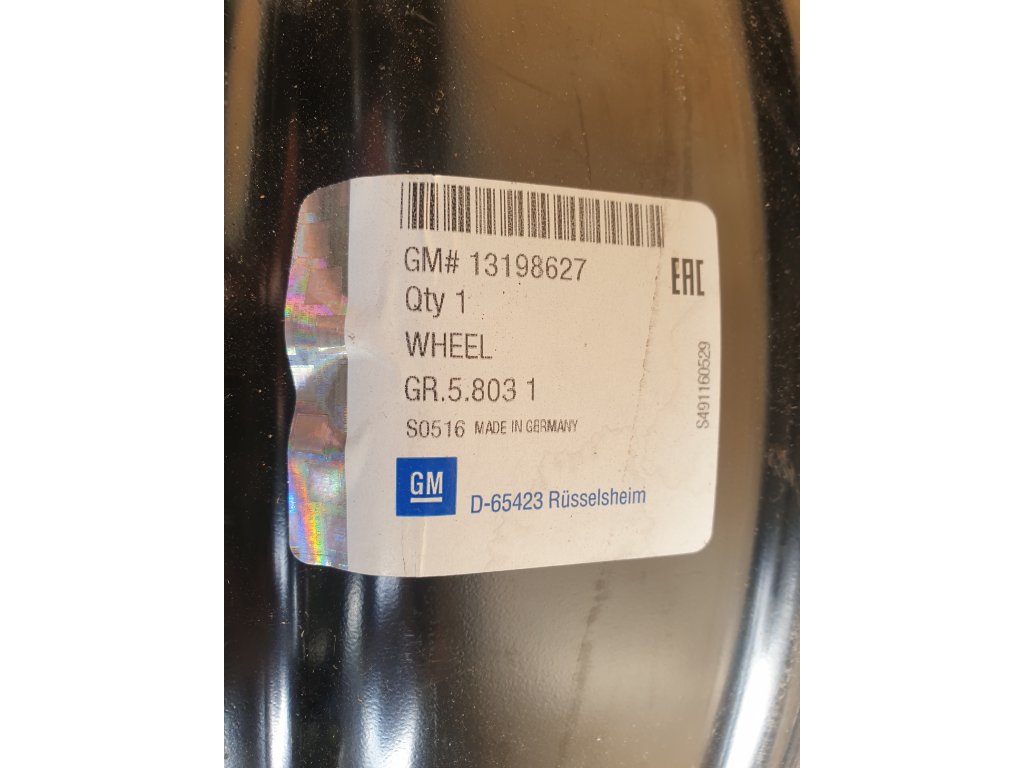 GM# 13198627
Qty 1
WHEEL
GR.5.803 1
S0516 MADE IN GERMANY
GM
D-65423 Rüsselsheim
EAC
S491160529